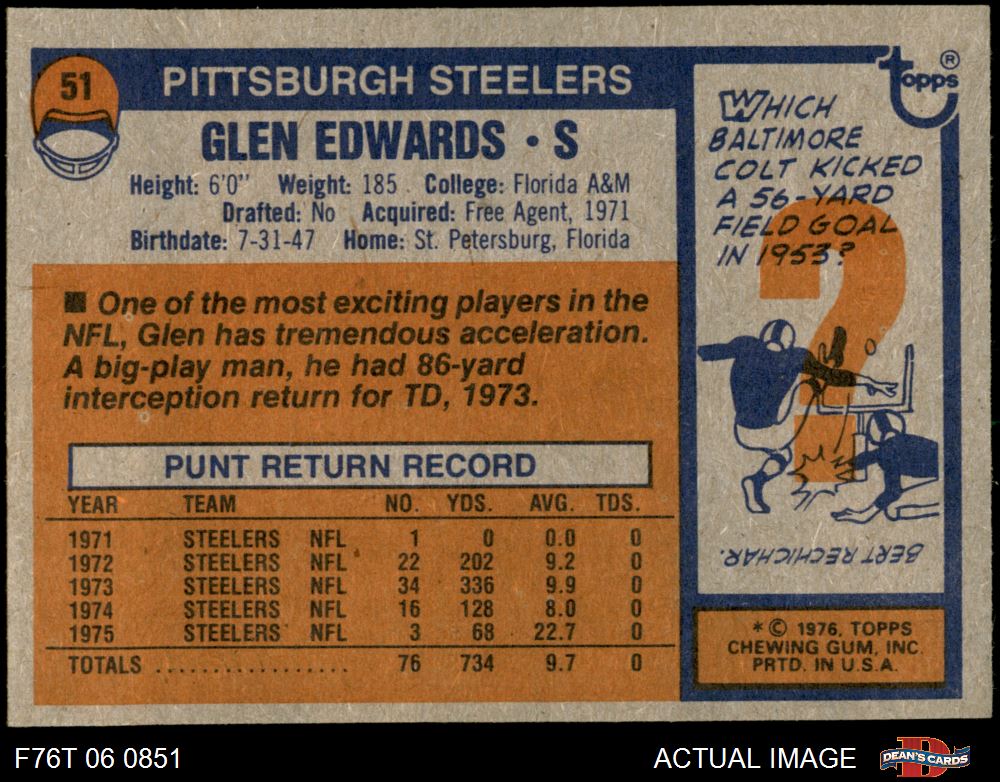 51
PITTSBURGH STEELERS
GLEN EDWARDS • S
Height: 6'0" Weight: 185 College: Florida A&M
Drafted: No Acquired: Free Agent, 1971
Birthdate: 7-31-47 Home: St. Petersburg, Florida
■ One of the most exciting players in the
NFL, Glen has tremendous acceleration.
A big-play man, he had 86-yard
interception return for TD, 1973.
PUNT RETURN RECORD
YEAR TEAM NO. YDS. AVG. TDS.
1971 STEELERS NFL 1 0 0.0 0
1972 STEELERS NFL 22 202 9.2 0
1973 STEELERS NFL 34 336 9.9 0
1974 STEELERS NFL 16 128 8.0 0
1975 STEELERS NFL 3 68 22.7 0
TOTALS .................. 76 734 9.7 0
topps ®
WHICH
BALTIMORE
COLT KICKED
A 56-YARD
FIELD GOAL
IN 1953?
?
BERT RECHICHAR.
* © 1976, TOPPS
CHEWING GUM, INC.
PRTD. IN U.S.A.
F76T 06 0851
ACTUAL IMAGE
DEAN'S CARDS